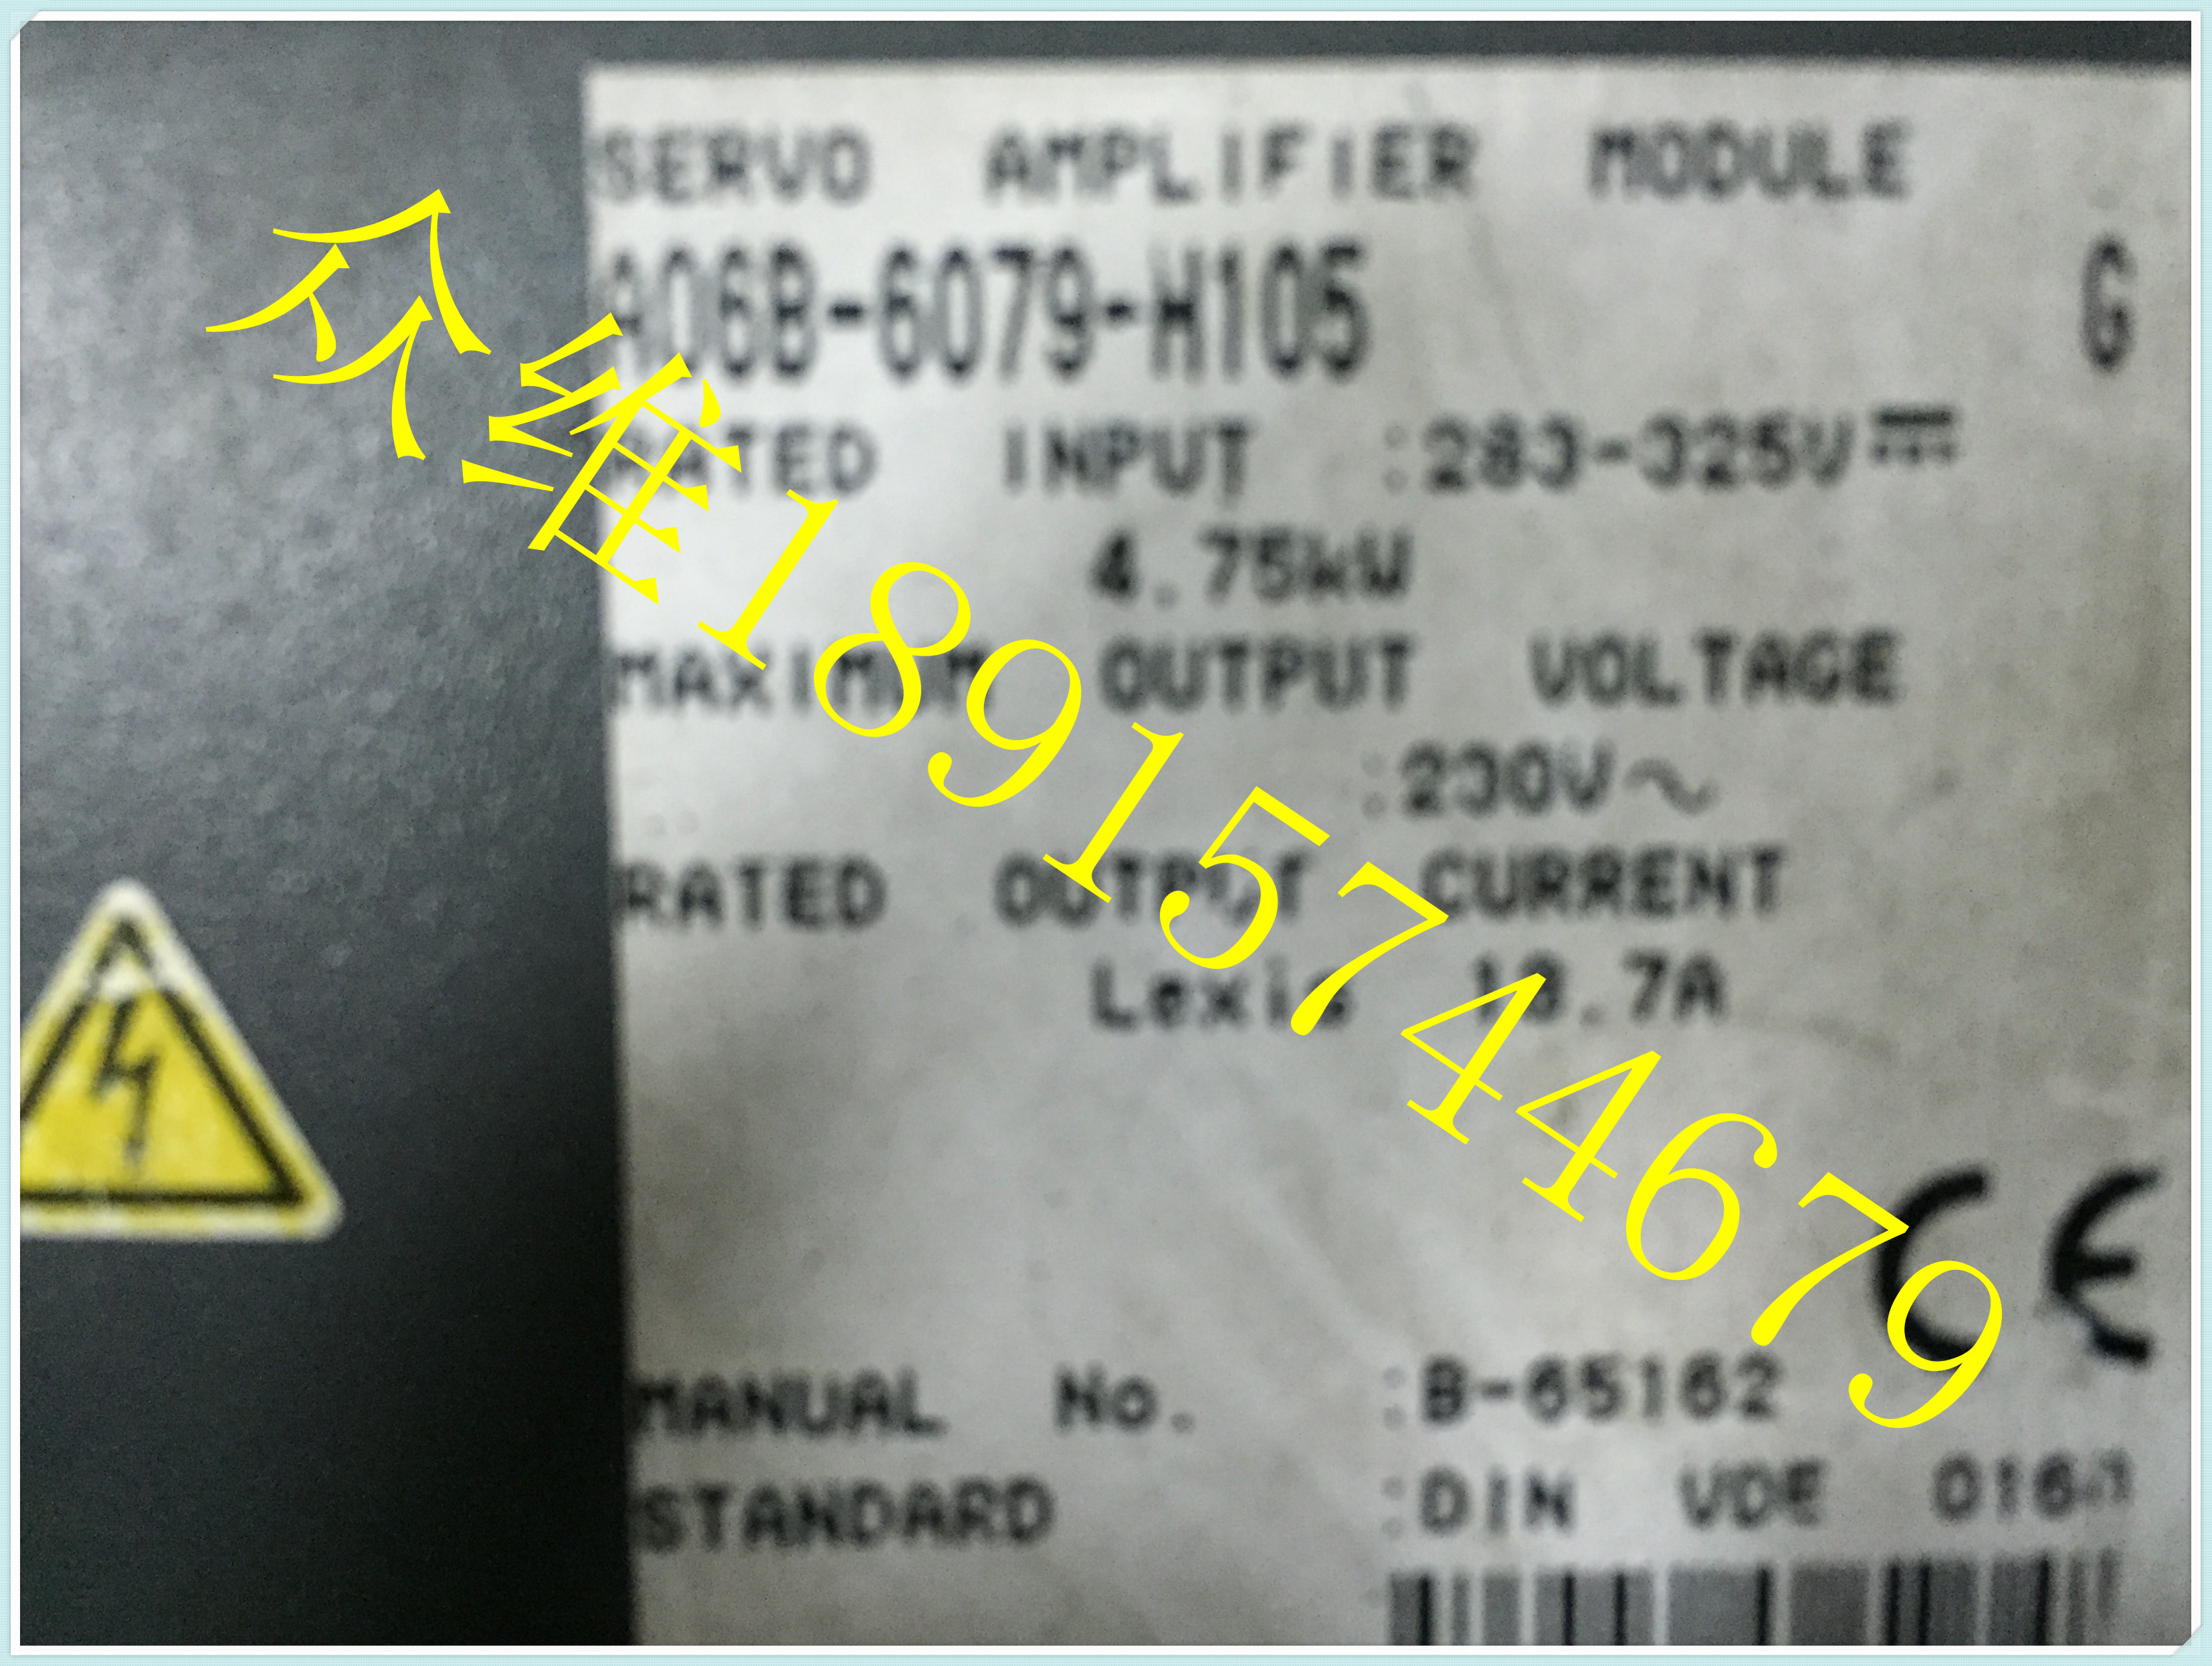 SERVO AMPLIFIER MODULE
A06B-6079-H105 G
RATED INPUT :283-325V⎓
4.75kW
MAXIMUM OUTPUT VOLTAGE
:230V~
RATED OUTPUT CURRENT
18.7A
CE
MANUAL No. :B-65162
STANDARD :DIN VDE 0160
众维18915744679